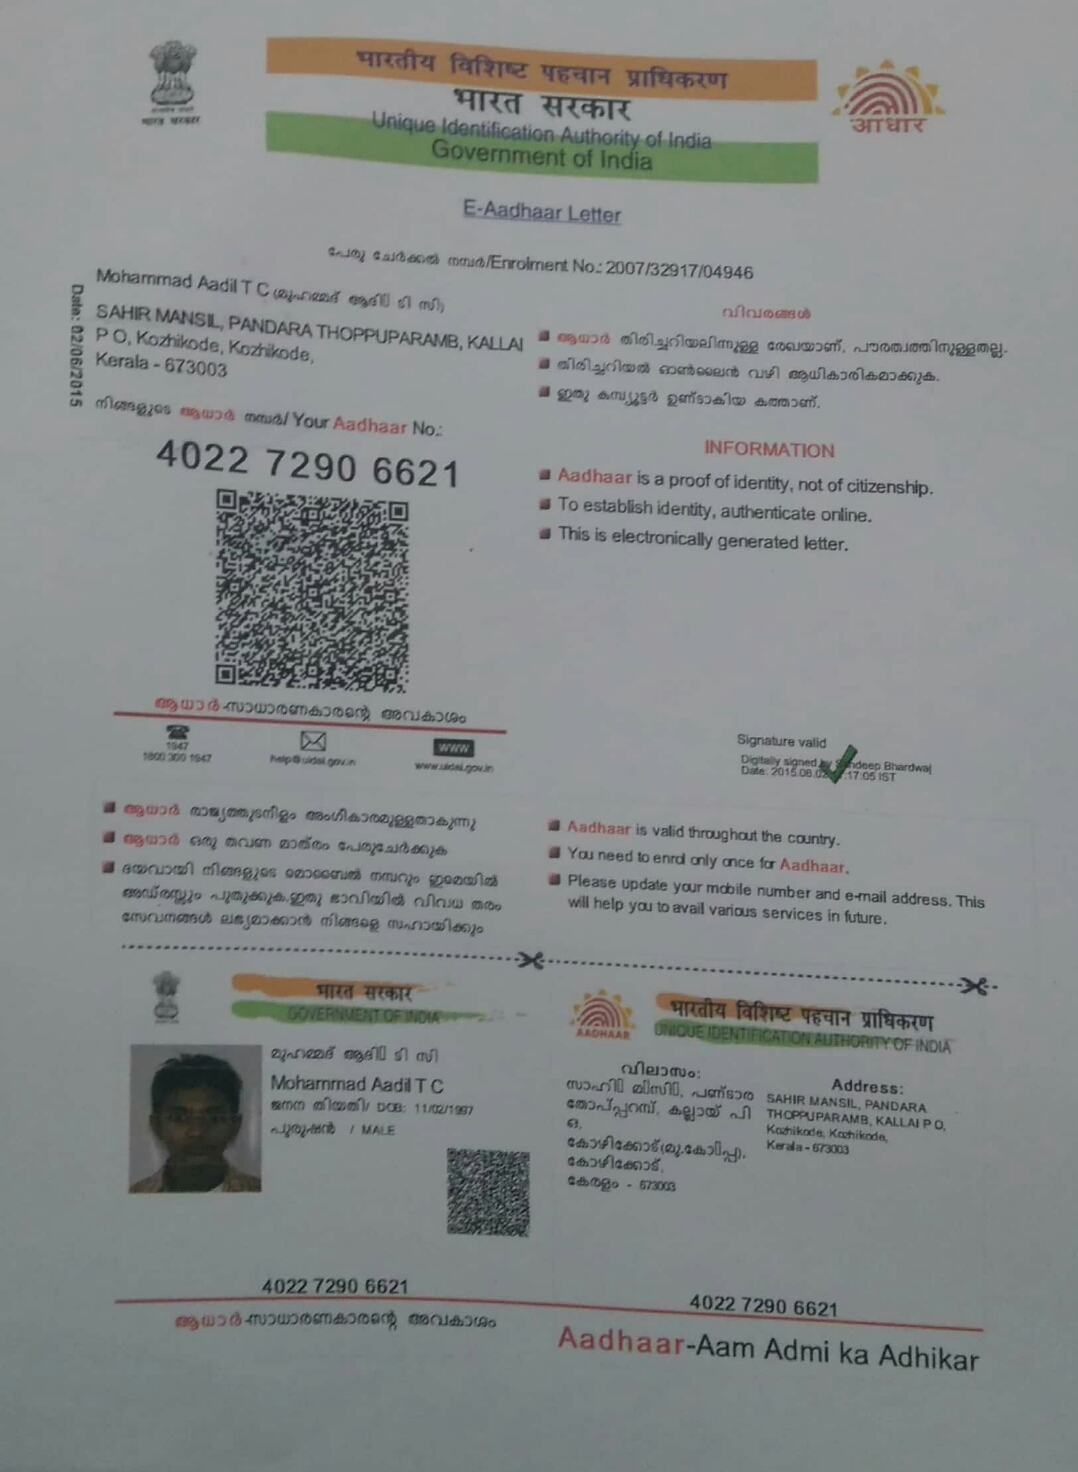 भारतीय विशिष्ट पहचान प्राधिकरण
भारत सरकार
Unique Identification Authority of India
Government of India
भारत सरकार
आधार
E-Aadhaar Letter
പേരു ചേർക്കൽ നമ്പർ/Enrolment No.: 2007/32917/04946
Mohammad Aadil T C (മുഹമ്മദ് ആദി ടി സി)
SAHIR MANSIL, PANDARA THOPPUPARAMB, KALLAI
P O, Kozhikode, Kozhikode,
Kerala - 673003
Date: 02/06/2015
നിങ്ങളുടെ ആധാർ നമ്പർ/ Your Aadhaar No.:
4022 7290 6621
വിവരങ്ങൾ
ആധാർ തിരിച്ചറിയലിന്നുള്ള രേഖയാണ്, പൗരത്വത്തിനുള്ളതല്ല.
തിരിച്ചറിയൽ ഓൺലൈൻ വഴി ആധികാരികമാക്കുക.
ഇതു കമ്പ്യൂട്ടർ ഉണ്ടാകിയ കത്താണ്.
INFORMATION
Aadhaar is a proof of identity, not of citizenship.
To establish identity, authenticate online.
This is electronically generated letter.
ആധാർ-സാധാരണകാരന്റെ അവകാശം
1947
1800 300 1947
help@uidai.gov.in
www
www.uidai.gov.in
Signature valid
Digitally signed by Sandeep Bhardwaj
Date: 2015.06.02 :17:05 IST
ആധാർ രാജ്യത്തുടനിളം അംഗികാരമുള്ളതാകുന്നു
ആധാർ ഒരു തവണ മാത്രം പേരുചേർക്കുക
ദയവായി നിങ്ങളുടെ മൊബൈൽ നമ്പറും ഇമെയിൽ
അഡ്രസ്സും പുതുക്കുക.ഇതു ഭാവിയിൽ വിവധ തരം
സേവനങ്ങൾ ലഭ്യമാക്കാൻ നിങ്ങളെ സഹായിക്കും
Aadhaar is valid throughout the country.
You need to enrol only once for Aadhaar.
Please update your mobile number and e-mail address. This
will help you to avail various services in future.
भारत सरकार
GOVERNMENT OF INDIA
മുഹമ്മദ് ആദി ടി സി
Mohammad Aadil T C
ജനന തിയതി/ DOB: 11/02/1997
പുരുഷൻ / MALE
4022 7290 6621
ആധാർ-സാധാരണകാരന്റെ അവകാശം
AADHAAR
भारतीय विशिष्ट पहचान प्राधिकरण
UNIQUE IDENTIFICATION AUTHORITY OF INDIA
വിലാസം:
സാഹി മിസി, പണ്ടാര
തോപ്പ്പറമ്പ്, കല്ലായ് പി
ഒ,
കോഴിക്കോട്(മു.കോപ്പ),
കോഴിക്കോട്,
കേരളം - 673003
Address:
SAHIR MANSIL, PANDARA
THOPPUPARAMB, KALLAI P O,
Kozhikode, Kozhikode,
Kerala - 673003
4022 7290 6621
Aadhaar-Aam Admi ka Adhikar